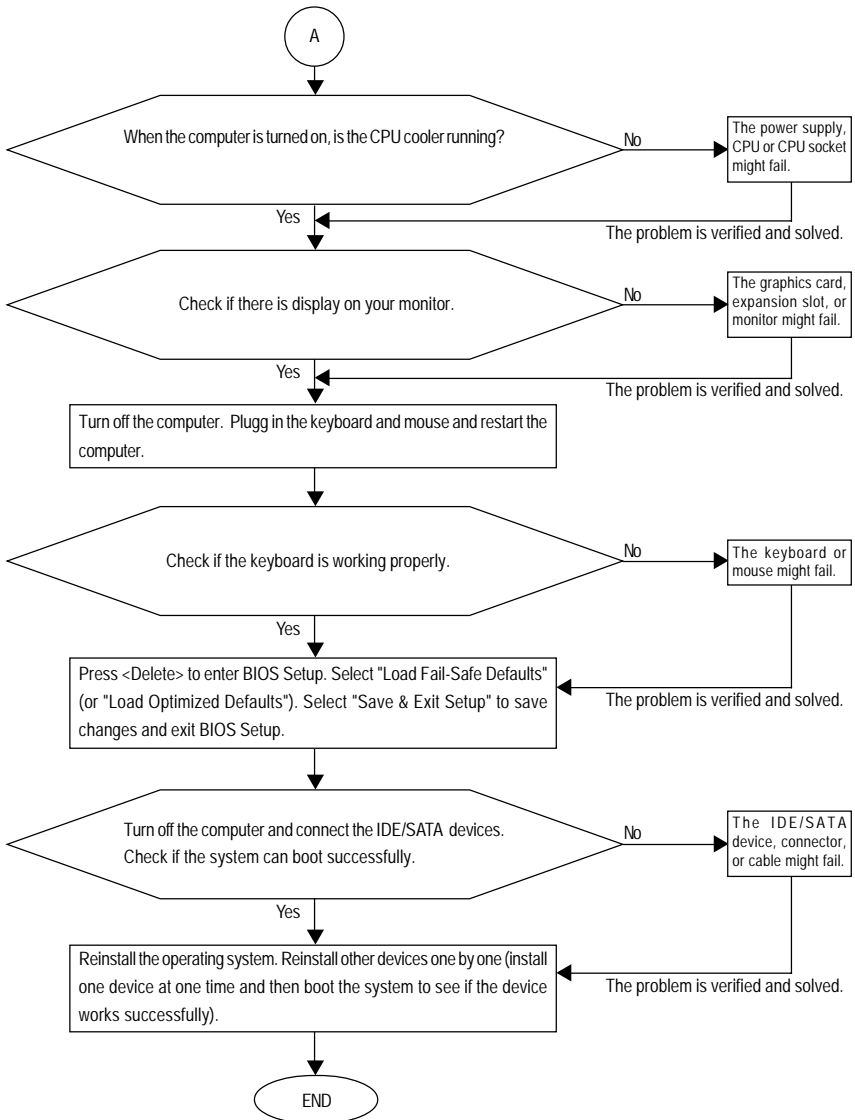 A
When the computer is turned on, is the CPU cooler running?
No
The power supply,
CPU or CPU socket
might fail.
Yes
The problem is verified and solved.
Check if there is display on your monitor.
No
The graphics card,
expansion slot, or
monitor might fail.
Yes
The problem is verified and solved.
Turn off the computer. Plugg in the keyboard and mouse and restart the
computer.
Check if the keyboard is working properly.
No
The keyboard or
mouse might fail.
Yes
Press <Delete> to enter BIOS Setup. Select "Load Fail-Safe Defaults"
(or "Load Optimized Defaults"). Select "Save & Exit Setup" to save
changes and exit BIOS Setup.
The problem is verified and solved.
Turn off the computer and connect the IDE/SATA devices.
Check if the system can boot successfully.
No
The IDE/SATA
device, connector,
or cable might fail.
Yes
Reinstall the operating system. Reinstall other devices one by one (install
one device at one time and then boot the system to see if the device
works successfully).
The problem is verified and solved.
END